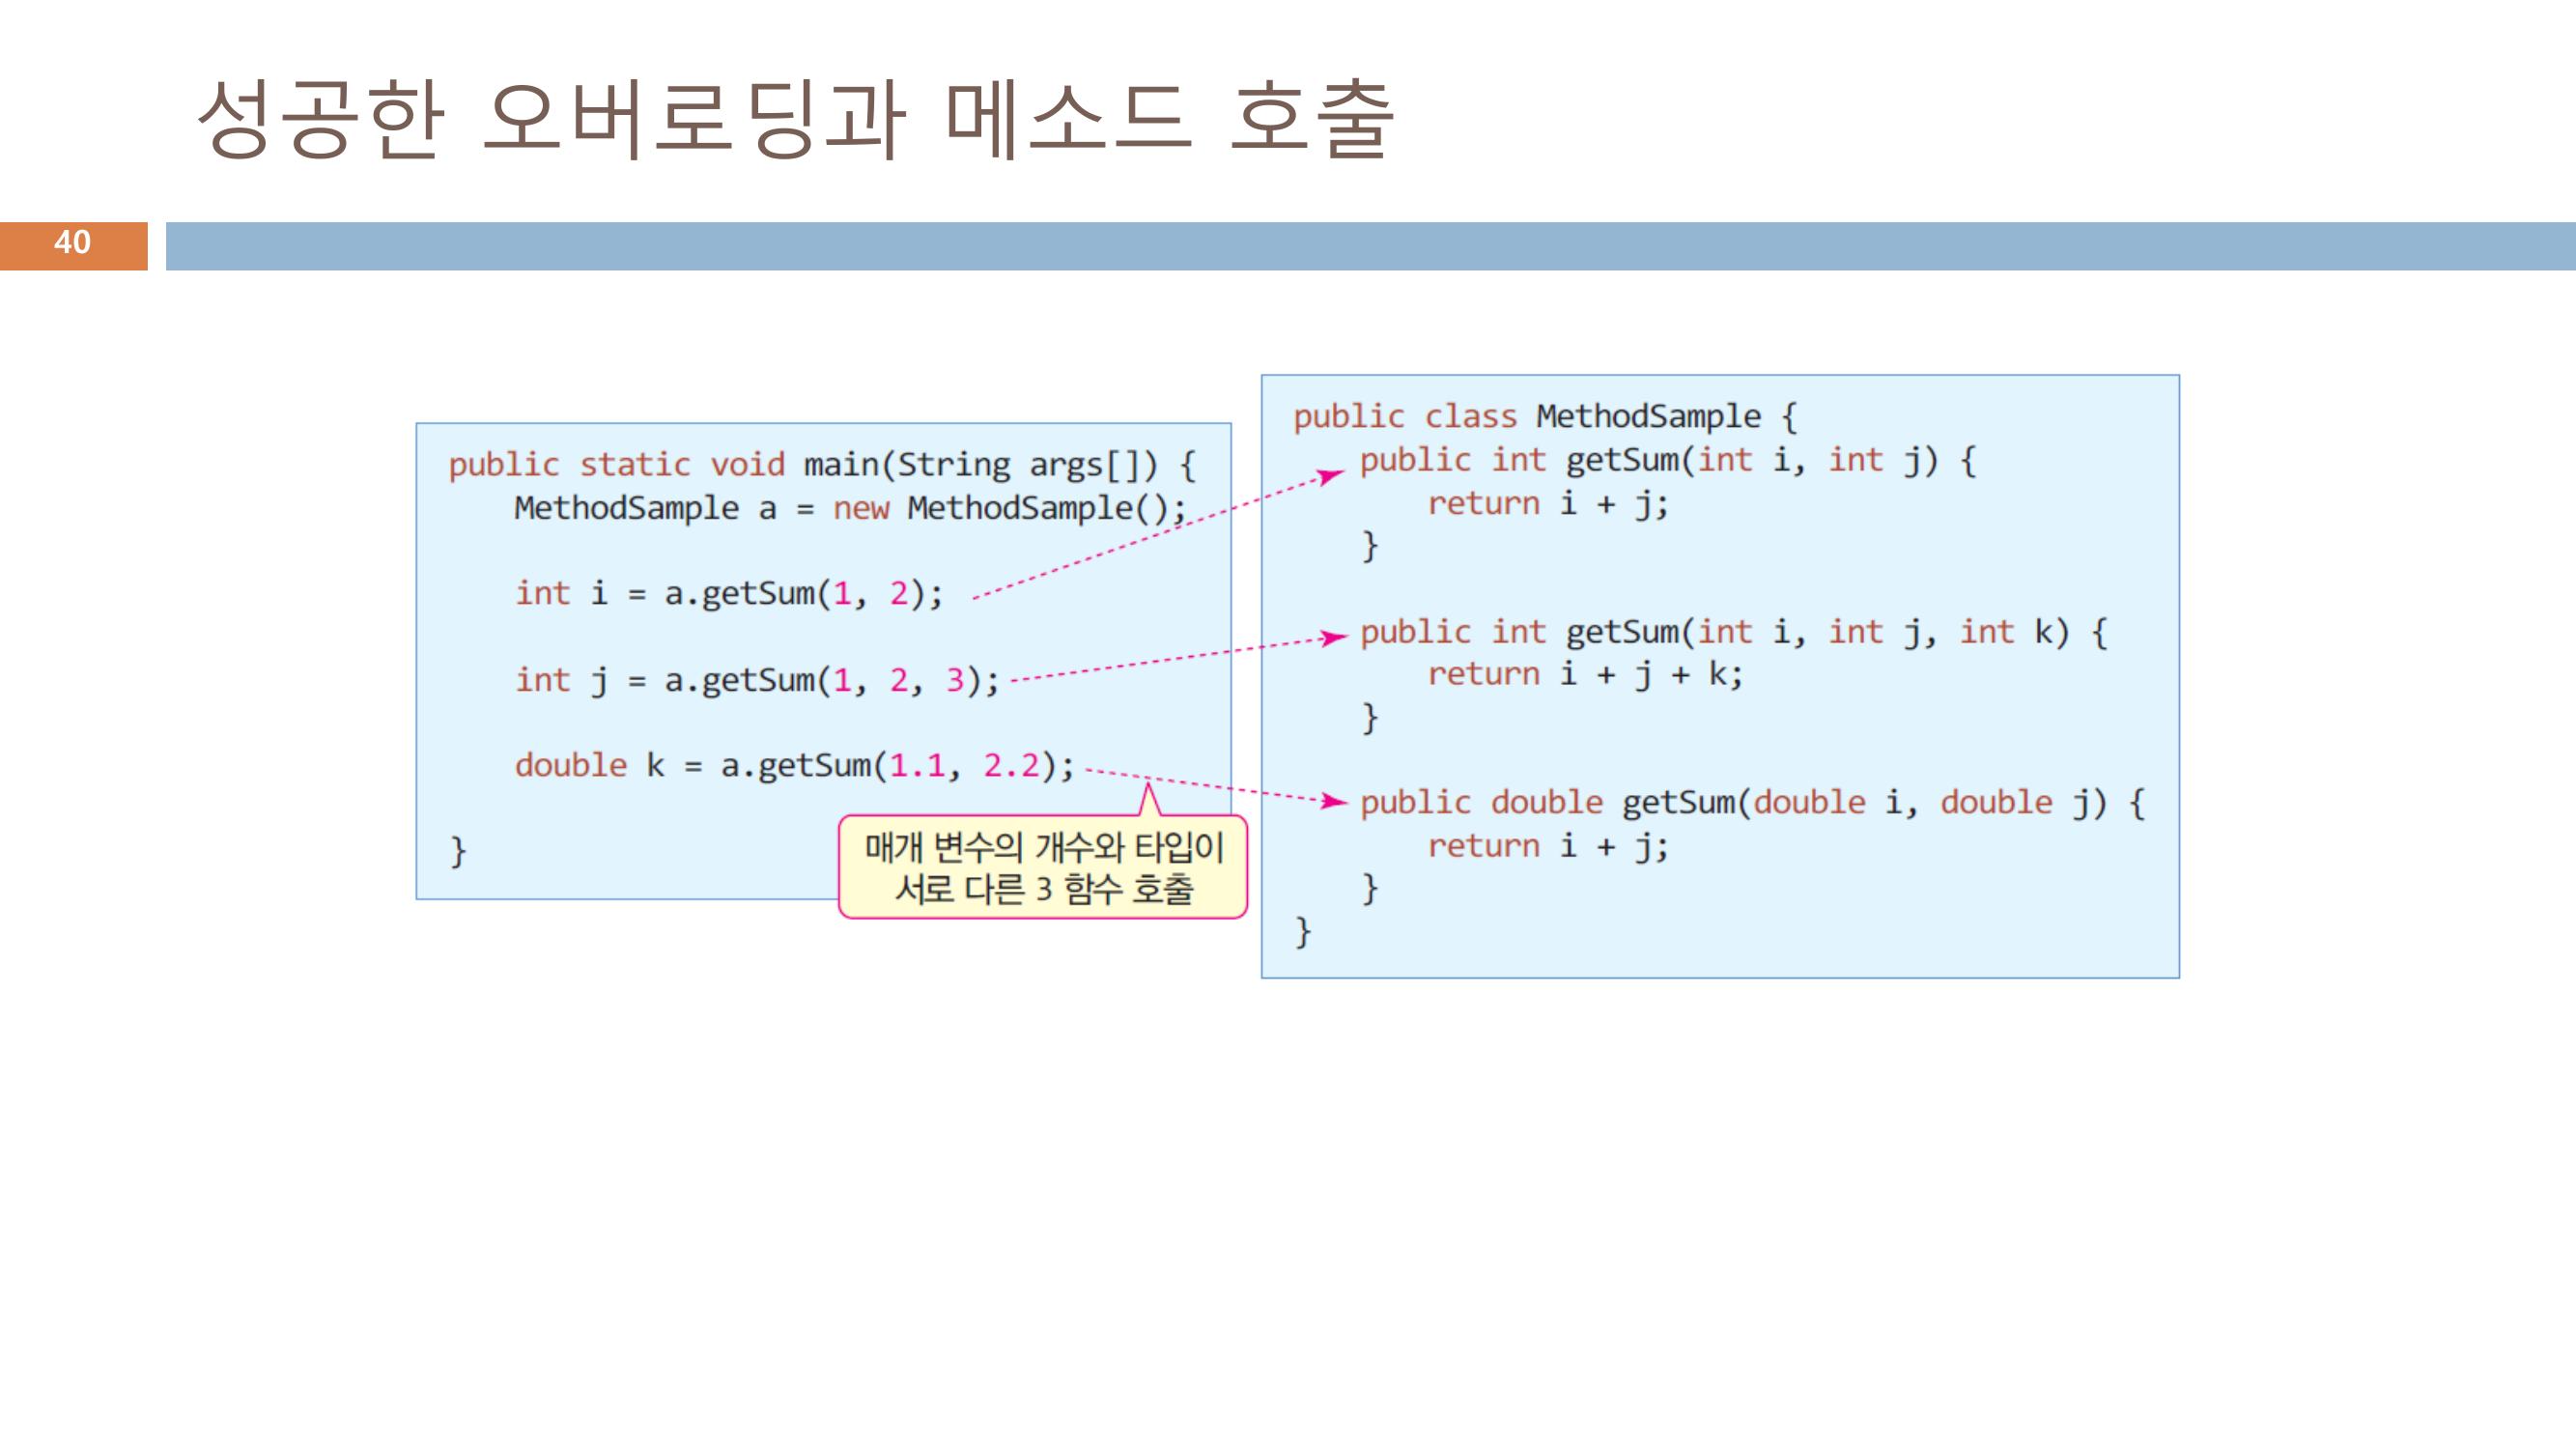 성공한 오버로딩과 메소드 호출
40
public static void main(String args[]) {
MethodSample a = new MethodSample();
int i = a.getSum(1, 2);
int j = a.getSum(1, 2, 3);
double k = a.getSum(1.1, 2.2);
}
매개 변수의 개수와 타입이
서로 다른 3 함수 호출
public class MethodSample {
public int getSum(int i, int j) {
return i + j;
}
public int getSum(int i, int j, int k) {
return i + j + k;
}
public double getSum(double i, double j) {
return i + j;
}
}